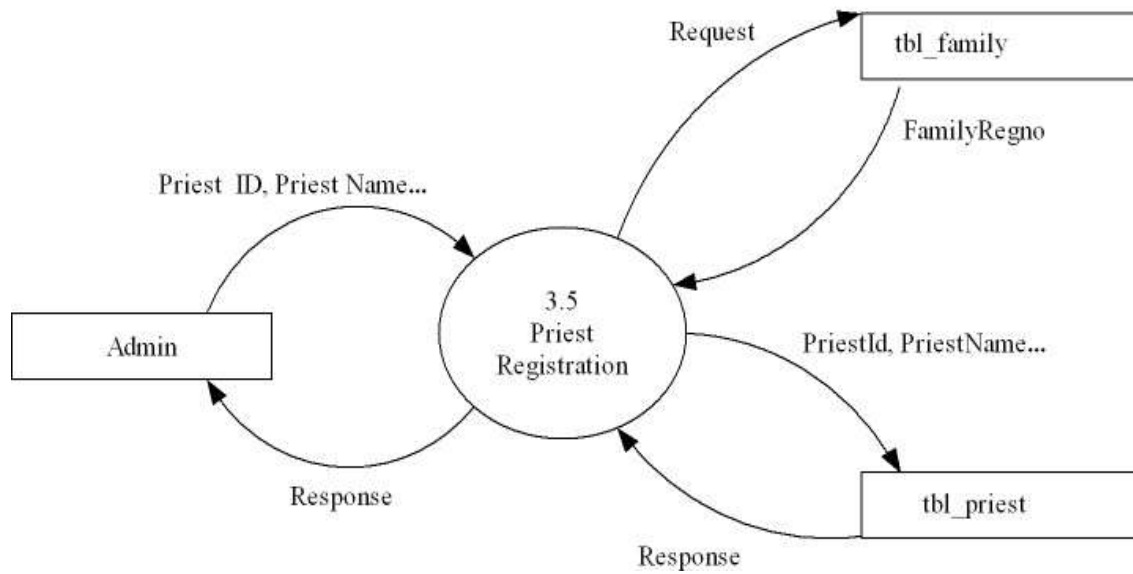 Request
tbl_family
FamilyRegno
Priest ID, Priest Name...
3.5
Priest
Registration
Admin
PriestId, PriestName...
Response
tbl_priest
Response